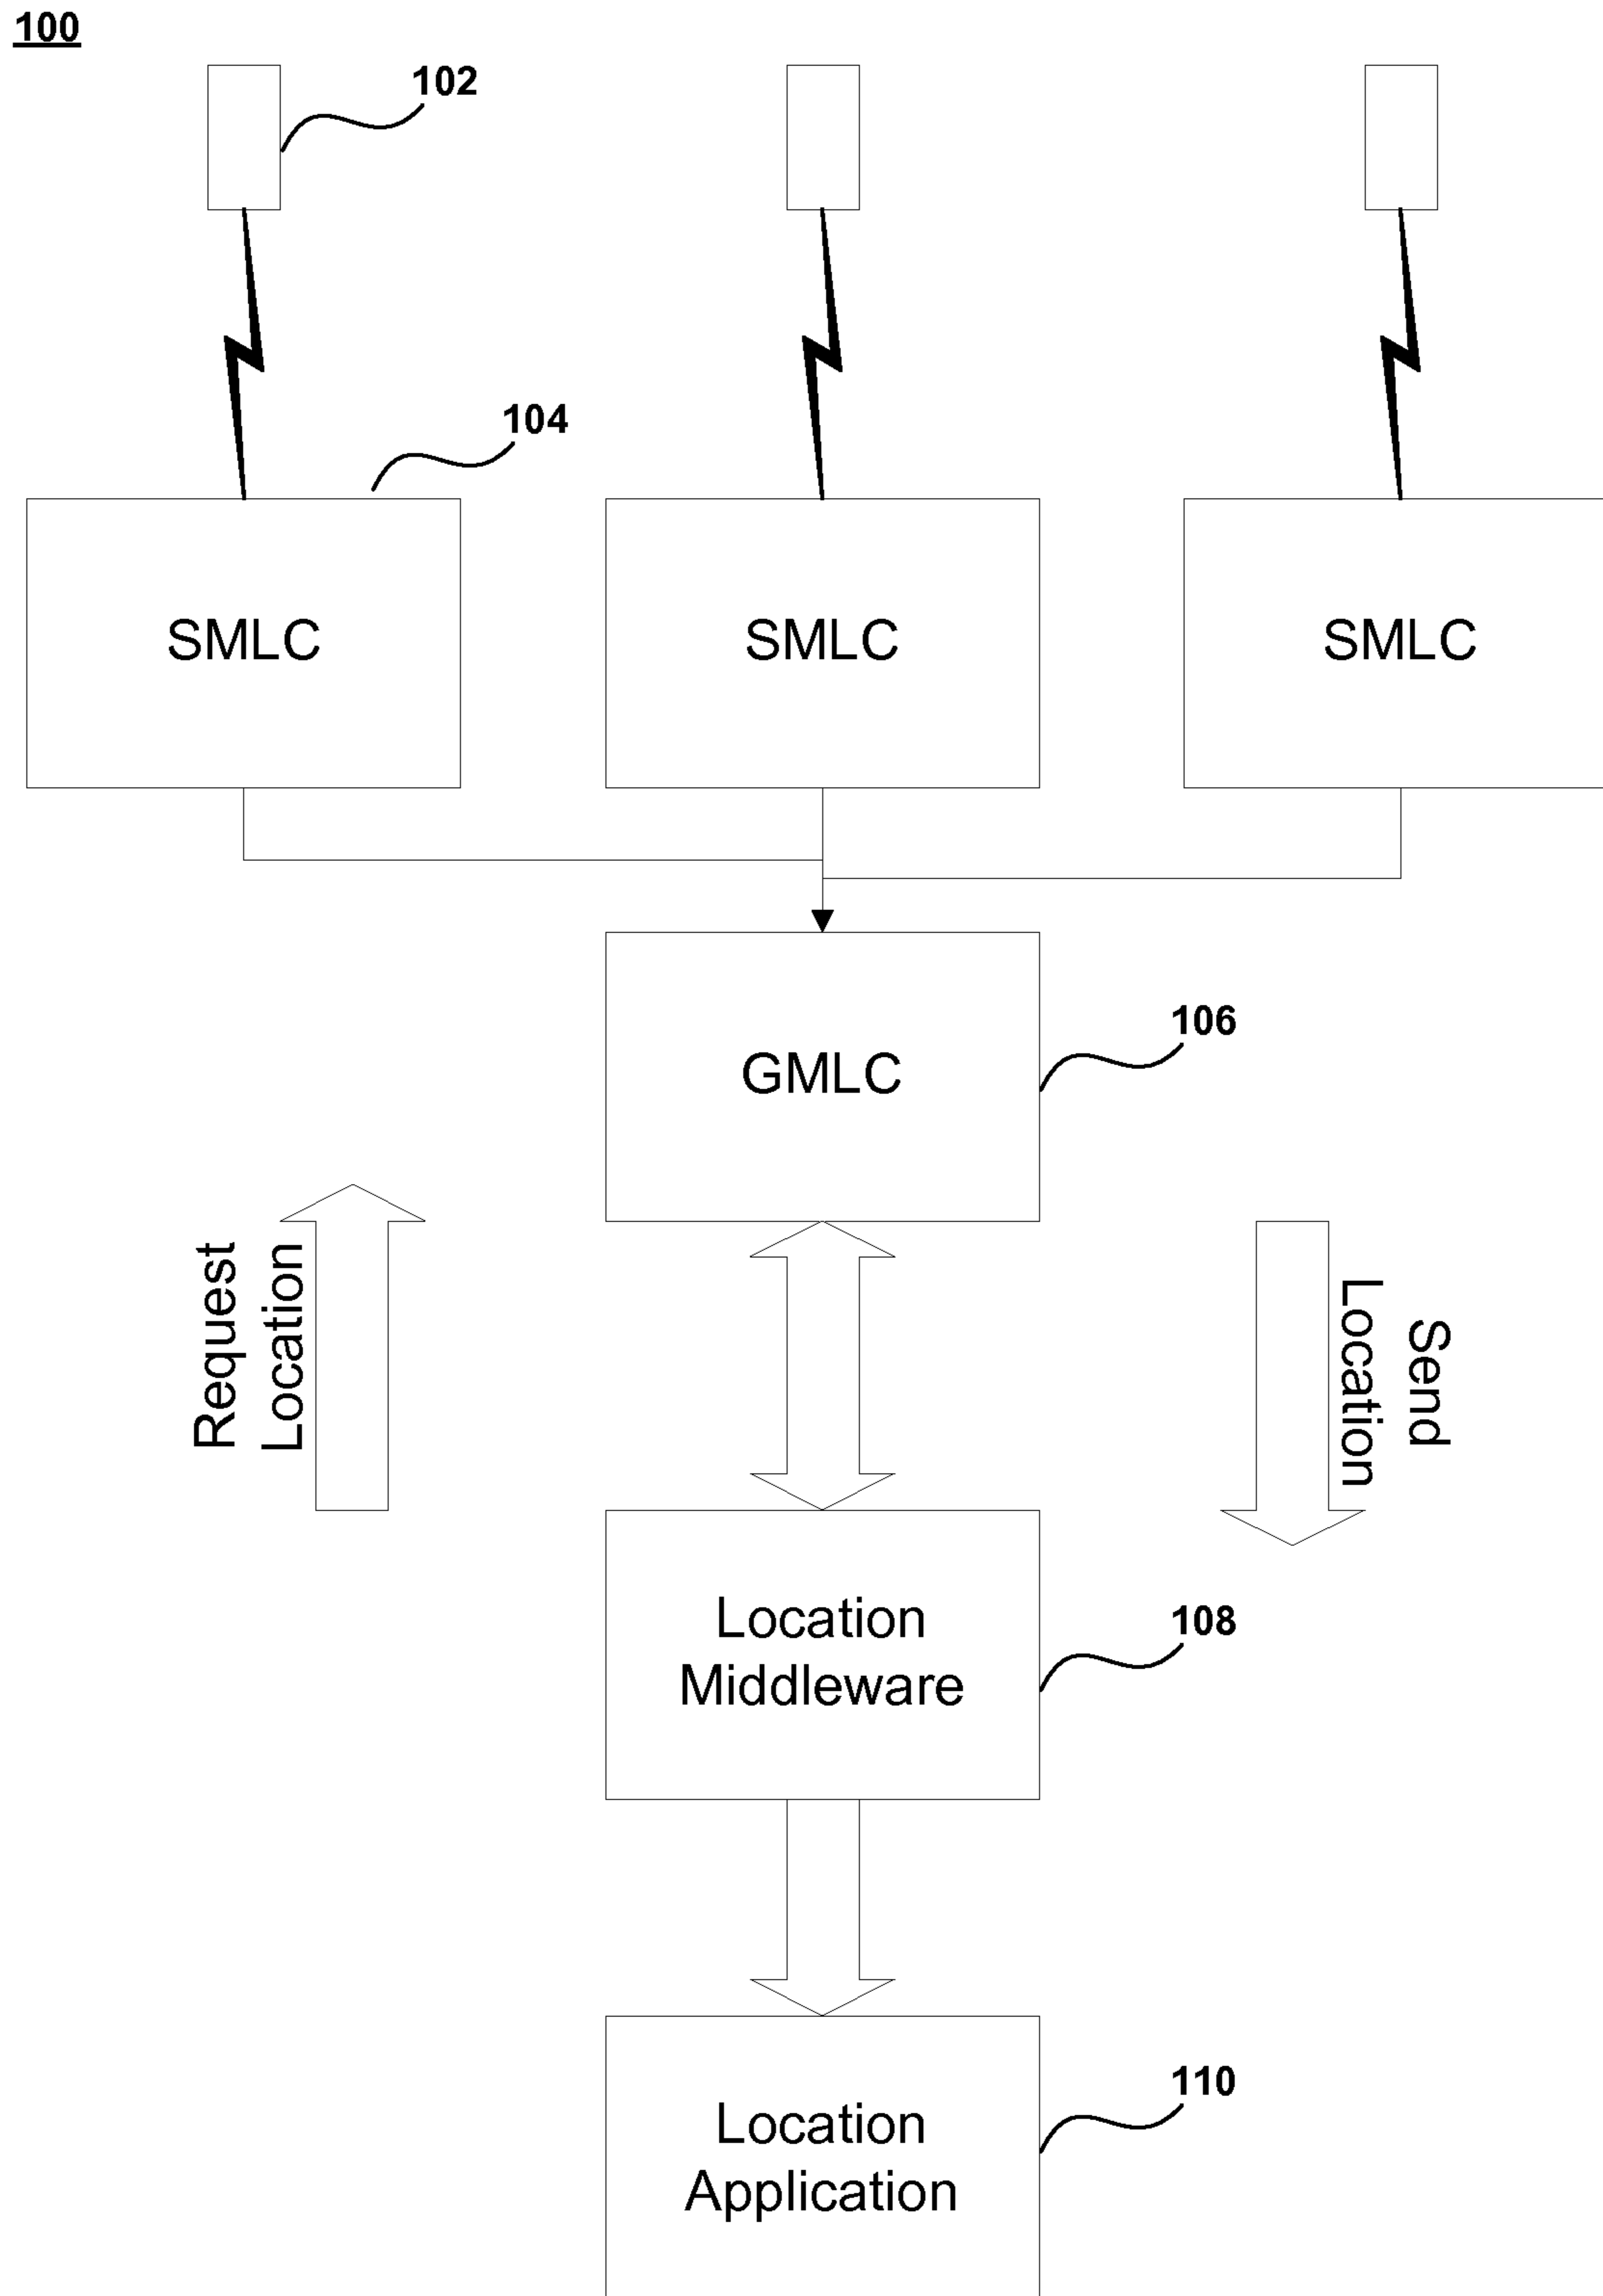 100
102
104
SMLC
SMLC
SMLC
GMLC
106
Request
Location
Send
Location
Location
Middleware
108
Location
Application
110